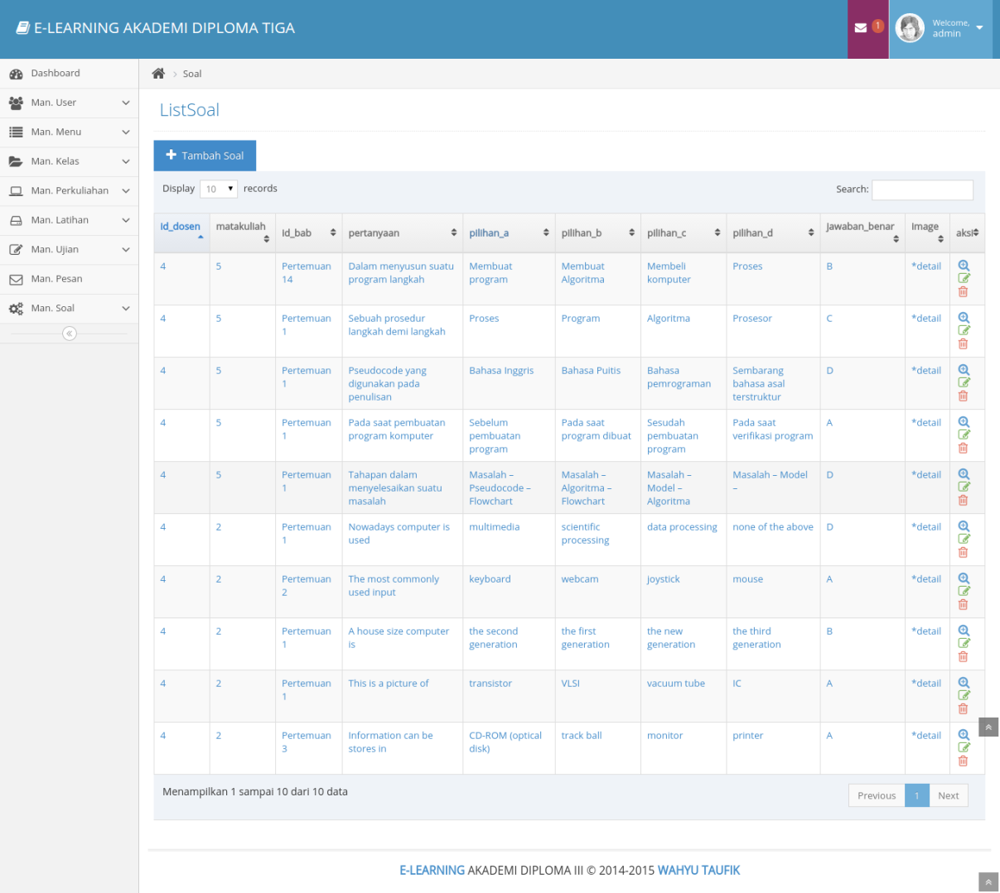 E-LEARNING AKADEMI DIPLOMA TIGA
1
Welcome,
admin
Dashboard
Man. User
Man. Menu
Man. Kelas
Man. Perkuliahan
Man. Latihan
Man. Ujian
Man. Pesan
Man. Soal
Soal
ListSoal
Tambah Soal
Display 10 records
Search:
id_dosen matakuliah id_bab pertanyaan pilihan_a pilihan_b pilihan_c pilihan_d jawaban_benar image aksi
4 5 Pertemuan Dalam menyusun suatu Membuat Membuat Membeli Proses B *detail
14 program langkah program Algoritma komputer
4 5 Pertemuan Sebuah prosedur Proses Program Algoritma Prosesor C *detail
1 langkah demi langkah
4 5 Pertemuan Pseudocode yang Bahasa Inggris Bahasa Puitis Bahasa Sembarang D *detail
1 digunakan pada pemrograman bahasa asal
penulisan terstruktur
4 5 Pertemuan Pada saat pembuatan Sebelum Pada saat Sesudah Pada saat A *detail
1 program komputer pembuatan program dibuat pembuatan verifikasi program
program program
4 5 Pertemuan Tahapan dalam Masalah – Masalah – Masalah – Masalah – Model D *detail
1 menyelesaikan suatu Pseudocode – Algoritma – Model – –
masalah Flowchart Flowchart Algoritma
4 2 Pertemuan Nowadays computer is multimedia scientific data processing none of the above D *detail
1 used processing
4 2 Pertemuan The most commonly keyboard webcam joystick mouse A *detail
2 used input
4 2 Pertemuan A house size computer the second the first the new the third B *detail
1 is generation generation generation generation
4 2 Pertemuan This is a picture of transistor VLSI vacuum tube IC A *detail
1
4 2 Pertemuan Information can be CD-ROM (optical track ball monitor printer A *detail
3 stores in disk)
Menampilkan 1 sampai 10 dari 10 data
Previous 1 Next
E-LEARNING AKADEMI DIPLOMA III © 2014-2015 WAHYU TAUFIK